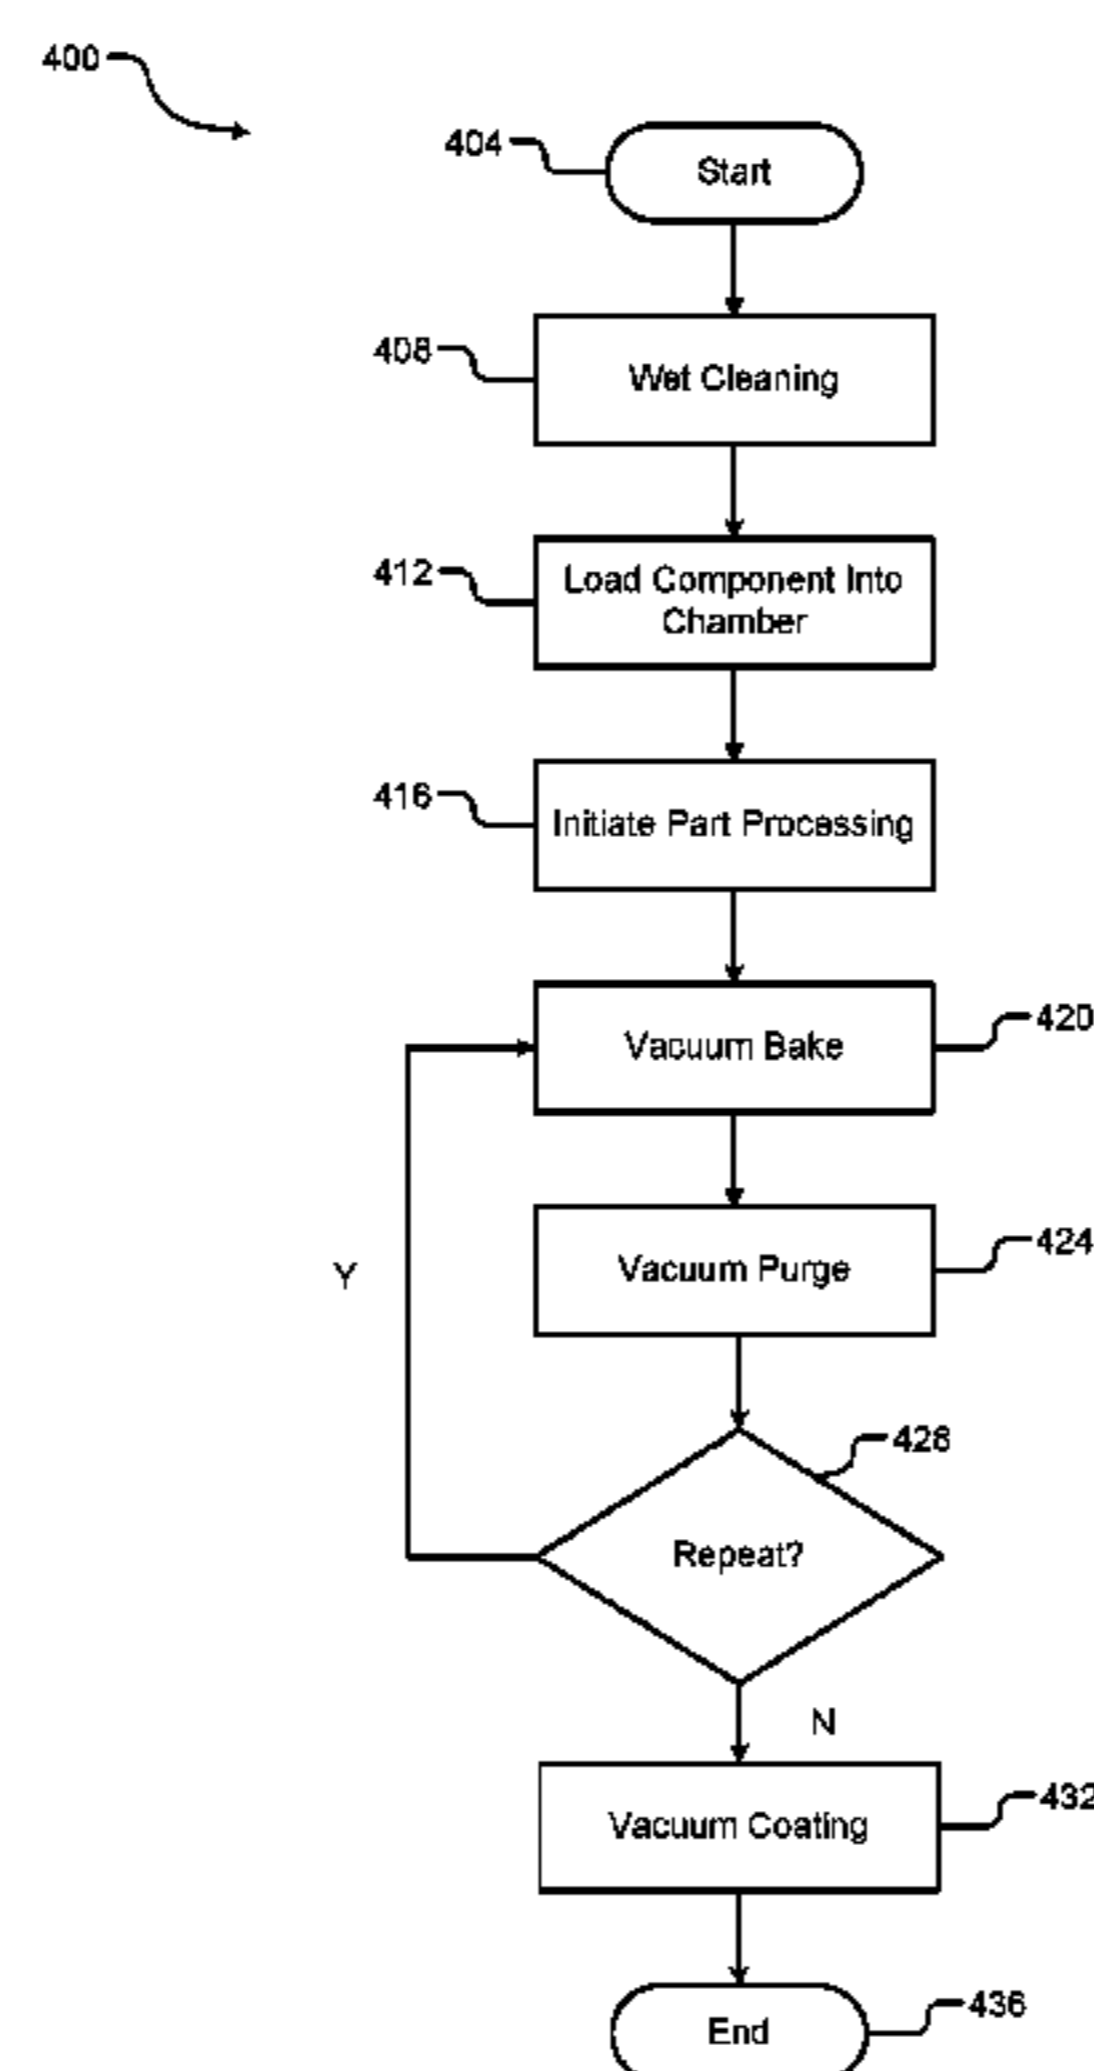 400
404
Start
408
Wet Cleaning
412
Load Component Into
Chamber
416
Initiate Part Processing
Vacuum Bake
420
Vacuum Purge
424
Y
428
Repeat?
N
Vacuum Coating
432
End
436